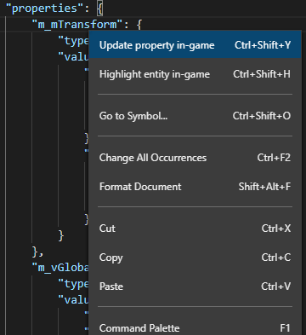 "properties": {
"m_mTransform": {
"type
Update property in-game Ctrl+Shift+Y
"valu
Highlight entity in-game Ctrl+Shift+H
"
Go to Symbol... Ctrl+Shift+O
}
"
Change All Occurrences Ctrl+F2
Format Document Shift+Alt+F
}
Cut Ctrl+X
}
},
Copy Ctrl+C
"m_vGloba
"type
Paste Ctrl+V
"valu
"
Command Palette F1
"